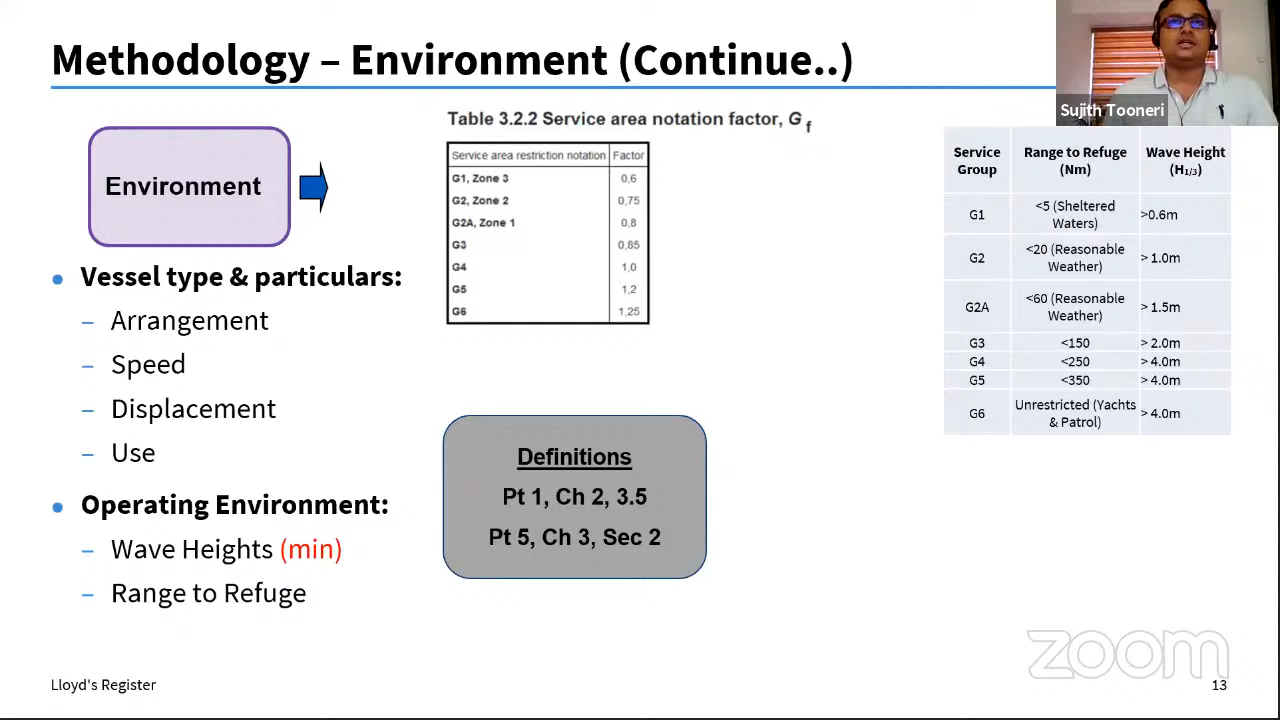 Methodology – Environment (Continue..)
Sujith Tooneri
Environment
Vessel type & particulars:
– Arrangement
– Speed
– Displacement
– Use
Operating Environment:
– Wave Heights (min)
– Range to Refuge
Table 3.2.2 Service area notation factor, G f
Service area restriction notation Factor
G1, Zone 3 0,6
G2, Zone 2 0,75
G2A, Zone 1 0,8
G3 0,85
G4 1,0
G5 1,2
G6 1,25
Definitions
Pt 1, Ch 2, 3.5
Pt 5, Ch 3, Sec 2
Service Group Range to Refuge (Nm) Wave Height (H1/3)
G1 <5 (Sheltered Waters) >0.6m
G2 <20 (Reasonable Weather) > 1.0m
G2A <60 (Reasonable Weather) > 1.5m
G3 <150 > 2.0m
G4 <250 > 4.0m
G5 <350 > 4.0m
G6 Unrestricted (Yachts & Patrol) > 4.0m
zoom
Lloyd's Register
13